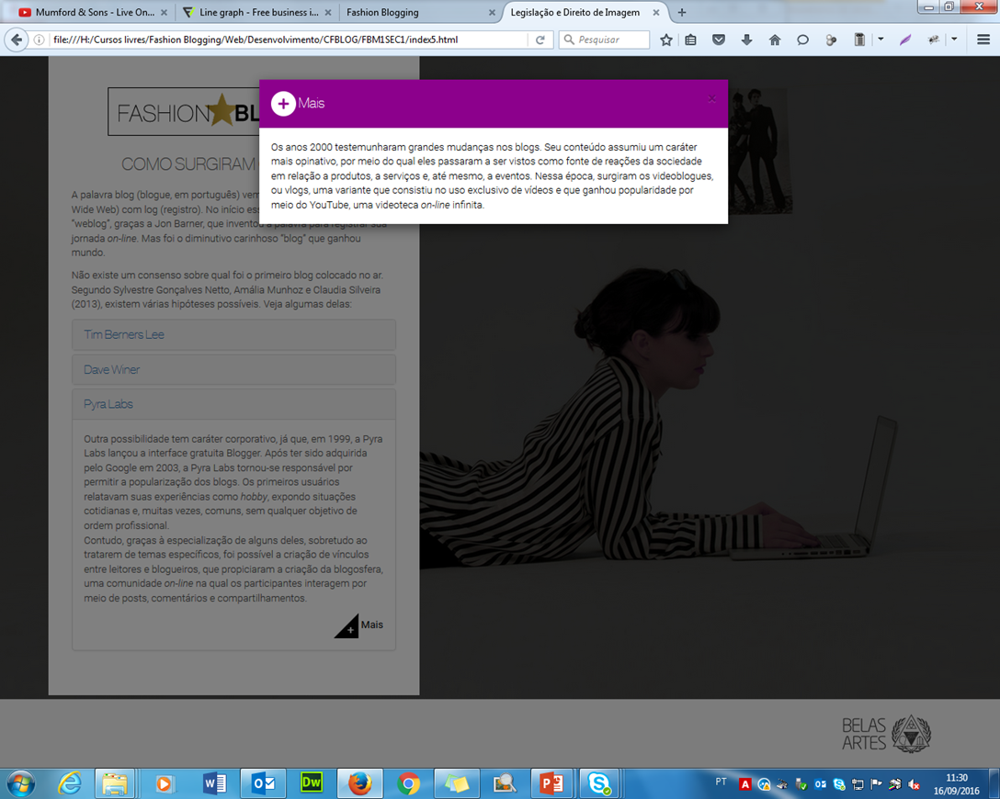 Mumford & Sons - Live On...
Line graph - Free business i...
Fashion Blogging
Legislação e Direito de Imagem
file:///H:/Cursos livres/Fashion Blogging/Web/Desenvolvimento/CFBLOG/FBM1SEC1/index5.html
Pesquisar
FASHION BL
Mais
Os anos 2000 testemunharam grandes mudanças nos blogs. Seu conteúdo assumiu um caráter
mais opinativo, por meio do qual eles passaram a ser vistos como fonte de reações da sociedade
em relação a produtos, a serviços e, até mesmo, a eventos. Nessa época, surgiram os videoblogues,
ou vlogs, uma variante que consistiu no uso exclusivo de vídeos e que ganhou popularidade por
meio do YouTube, uma videoteca on-line infinita.
COMO SURGIRAM
A palavra blog (blogue, em português) vem
Wide Web) com log (registro). No início es
"weblog", graças a Jon Barner, que inventou a palavra para registrar sua
jornada on-line. Mas foi o diminutivo carinhoso "blog" que ganhou
mundo.
Não existe um consenso sobre qual foi o primeiro blog colocado no ar.
Segundo Sylvestre Gonçalves Netto, Amália Munhoz e Claudia Silveira
(2013), existem várias hipóteses possíveis. Veja algumas delas:
Tim Berners Lee
Dave Winer
Pyra Labs
Outra possibilidade tem caráter corporativo, já que, em 1999, a Pyra
Labs lançou a interface gratuita Blogger. Após ter sido adquirida
pelo Google em 2003, a Pyra Labs tornou-se responsável por
permitir a popularização dos blogs. Os primeiros usuários
relatavam suas experiências como hobby, expondo situações
cotidianas e, muitas vezes, comuns, sem qualquer objetivo de
ordem profissional.
Contudo, graças à especialização de alguns deles, sobretudo ao
tratarem de temas específicos, foi possível a criação de vínculos
entre leitores e blogueiros, que propiciaram a criação da blogosfera,
uma comunidade on-line na qual os participantes interagem por
meio de posts, comentários e compartilhamentos.
Mais
BELAS
ARTES
PT
11:30
16/09/2016